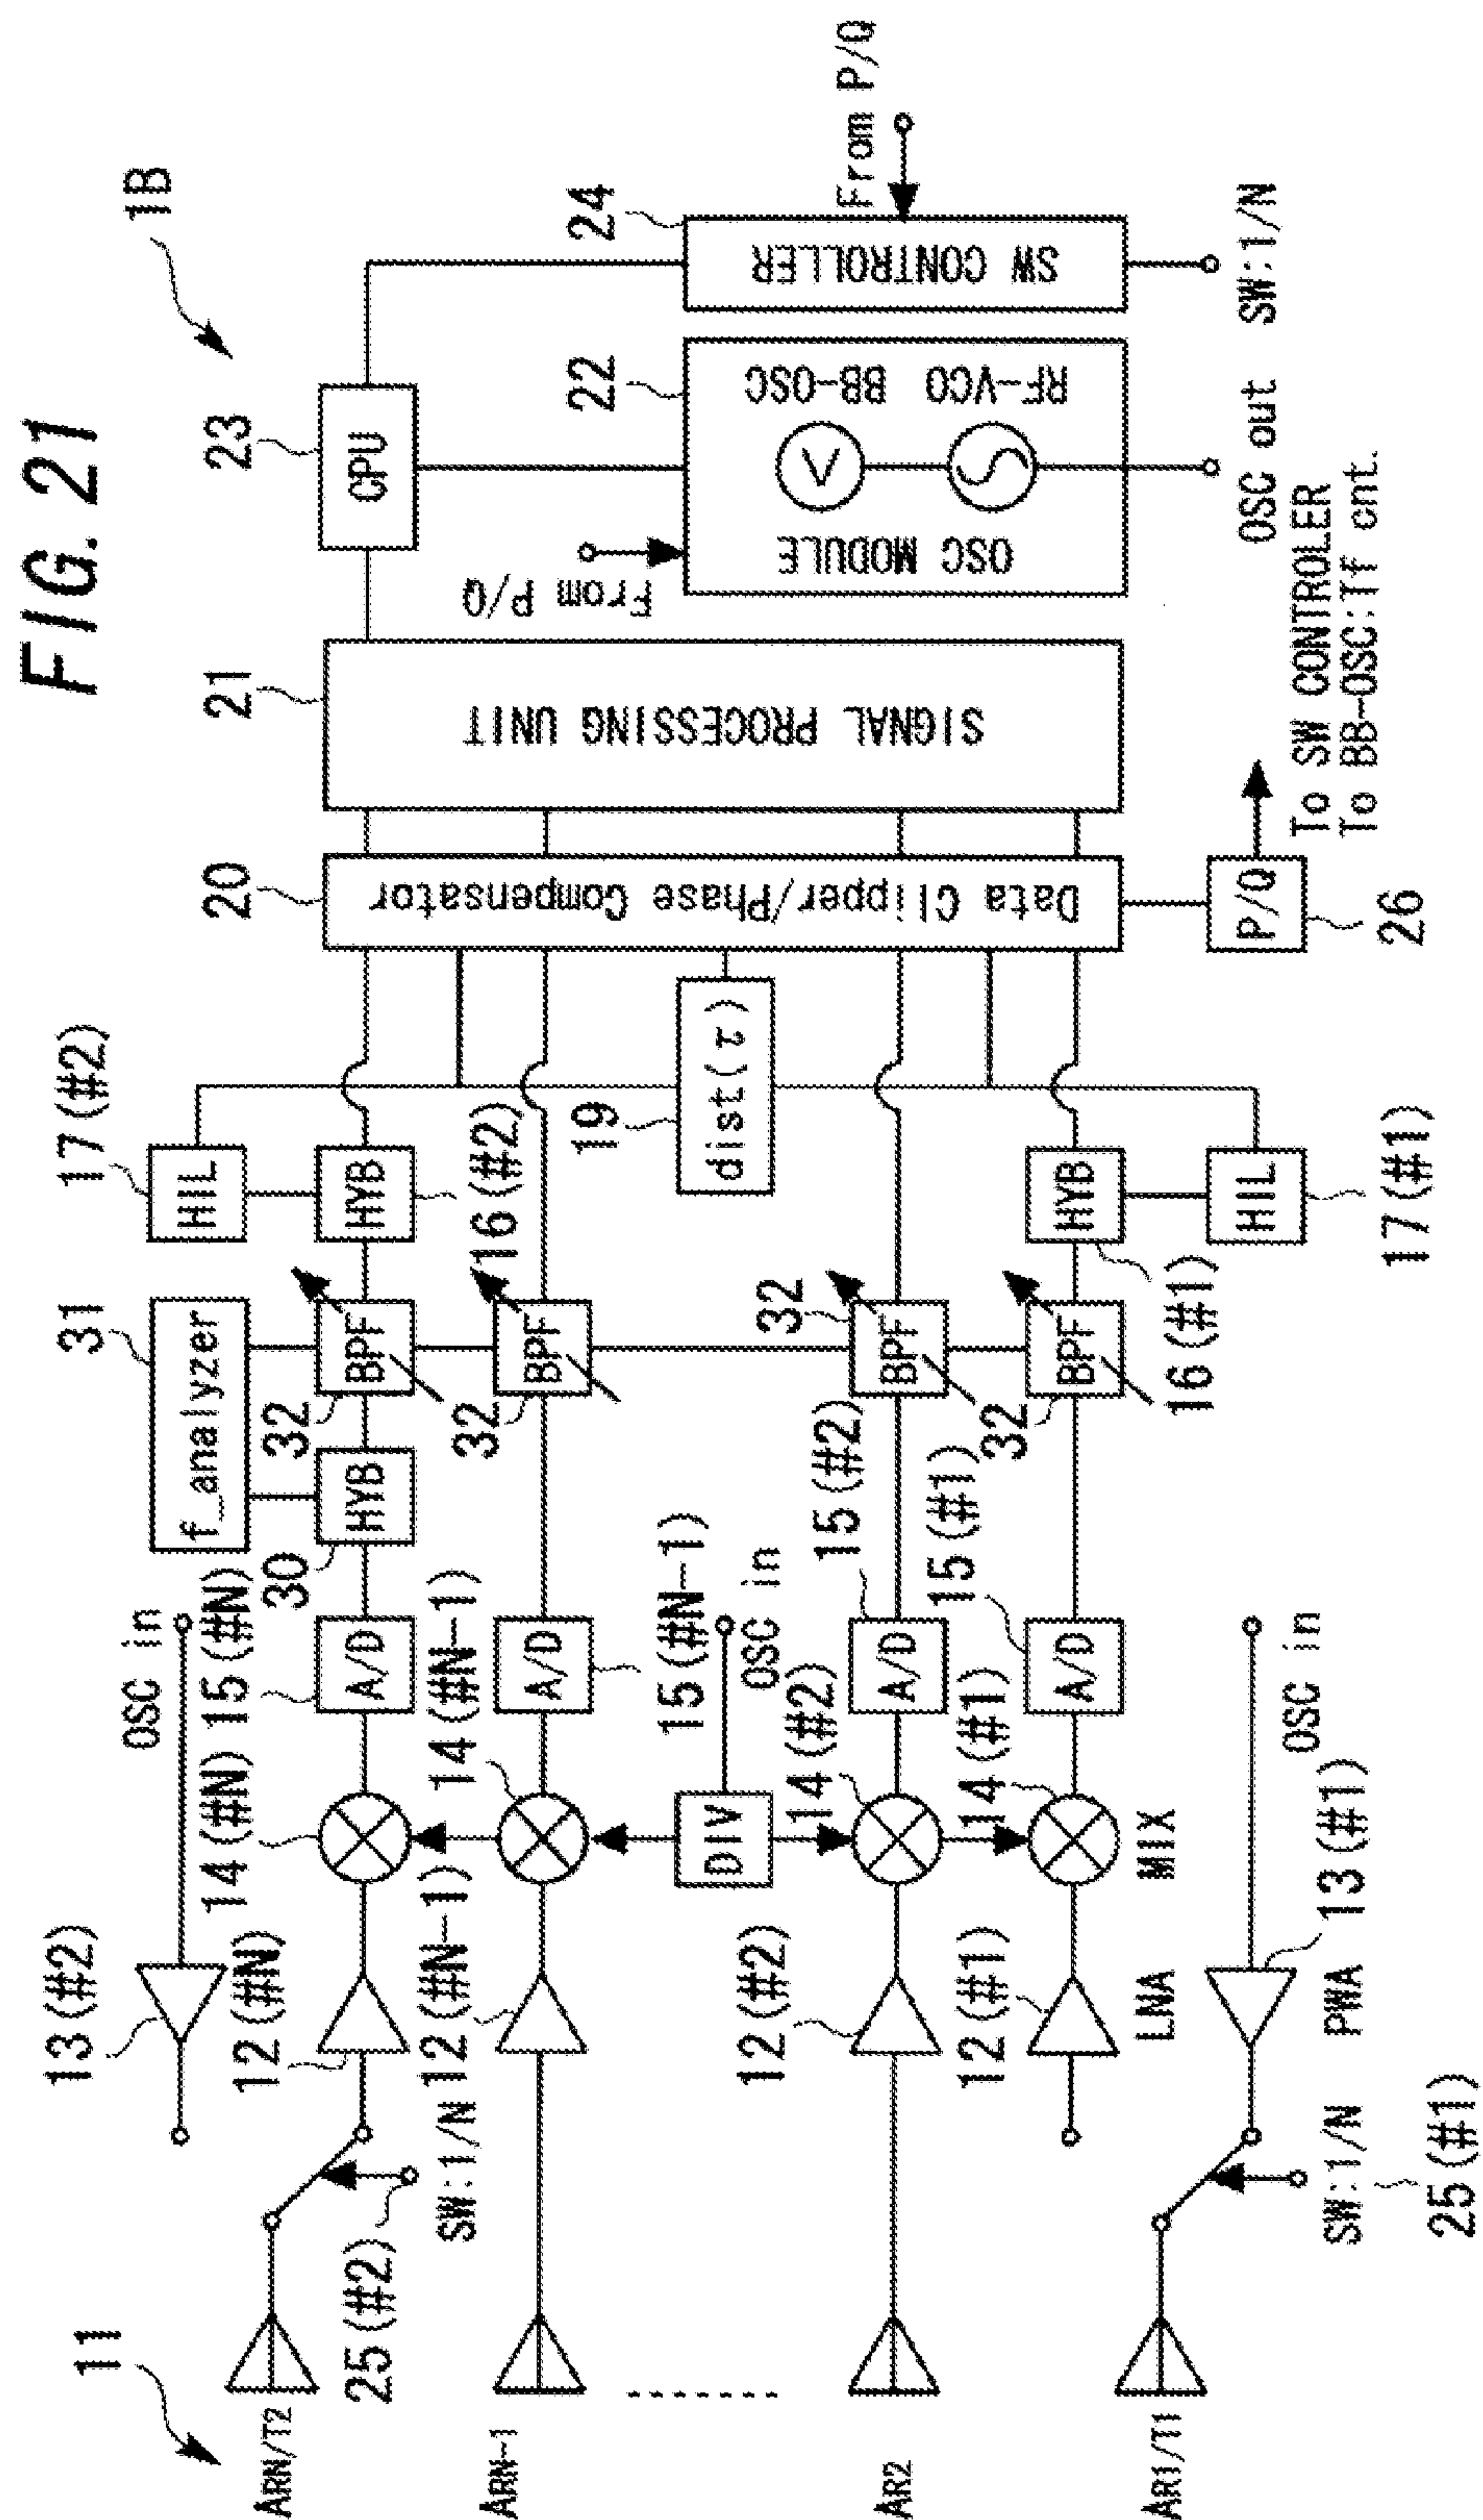 FIG. 21
1B
11
ARN/T2
ARN-1
AR2
AR1/T1
25 (#2)
SW:1/N
SW:1/N
25 (#1)
13 (#2)
12 (#N)
12 (#N-1)
12 (#2)
12 (#1)
LNA
PWA
13 (#1)
OSC in
14 (#N)
14 (#N-1)
DIV
14 (#2)
14 (#1)
MIX
OSC in
15 (#N)
A/D
A/D
15 (#N-1)
OSC in
15 (#2)
A/D
15 (#1)
A/D
30
HYB
31
f_analyzer
32
BPF
32
BPF
32
BPF
32
BPF
17 (#2)
HIL
HYB
16 (#2)
19
dist(τ)
HYB
16 (#1)
HIL
17 (#1)
20
Data Clipper/Phase Compensator
P/Q
26
To SW CONTROLER
To BB-OSC:Tf cnt.
21
SIGNAL PROCESSING UNIT
23
CPU
From P/Q
22
OSC MODULE
RF-VCO BB-OSC
V
OSC out
24
SW CONTROLLER
From P/Q
SW:1/N